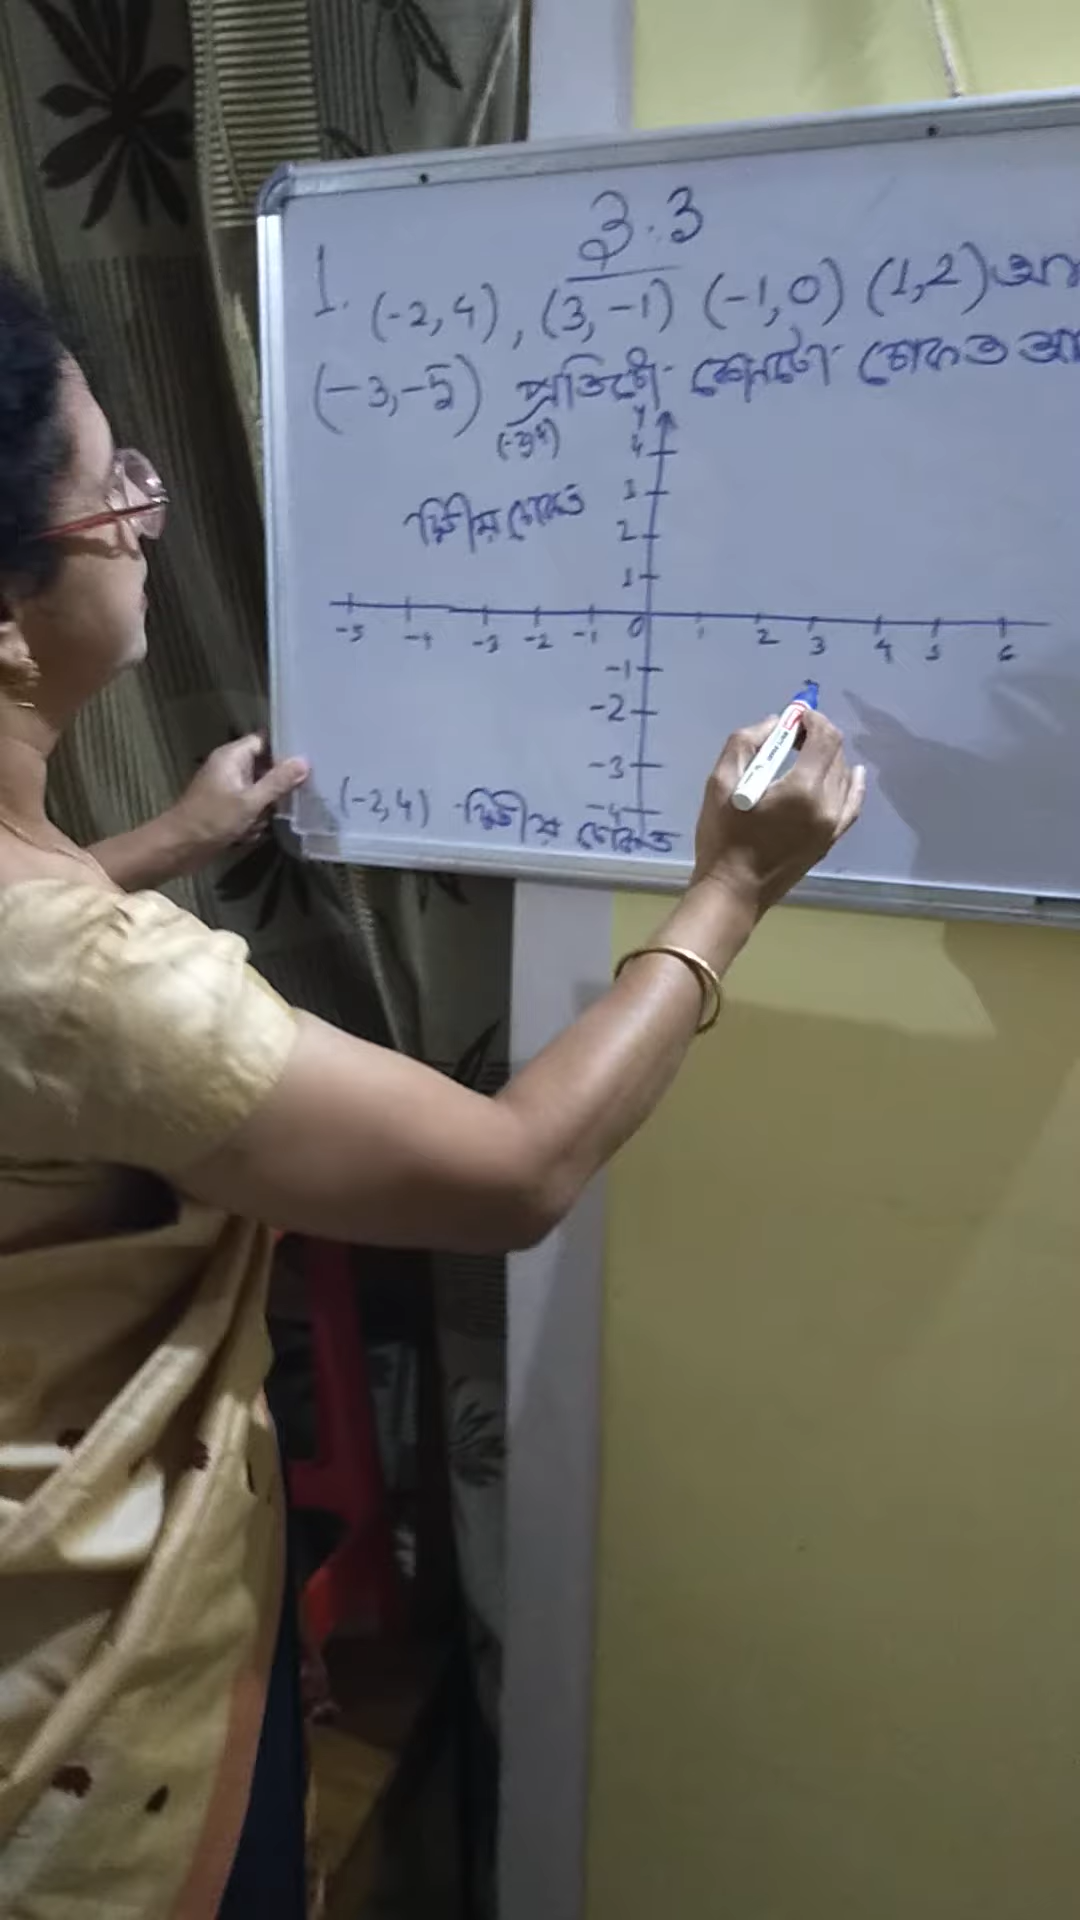 3.3
1. (-2,4), (3,-1) (-1,0) (1,2)
(-3,-5) প্ৰতিটো কোনটো চোকত
(-2,4)
y
4
3
2
1
দ্বিতীয় চোকত
-5 -4 -3 -2 -1 0 1 2 3 4 5 6
-1
-2
-3
-4
(-2,4) দ্বিতীয় চোকত